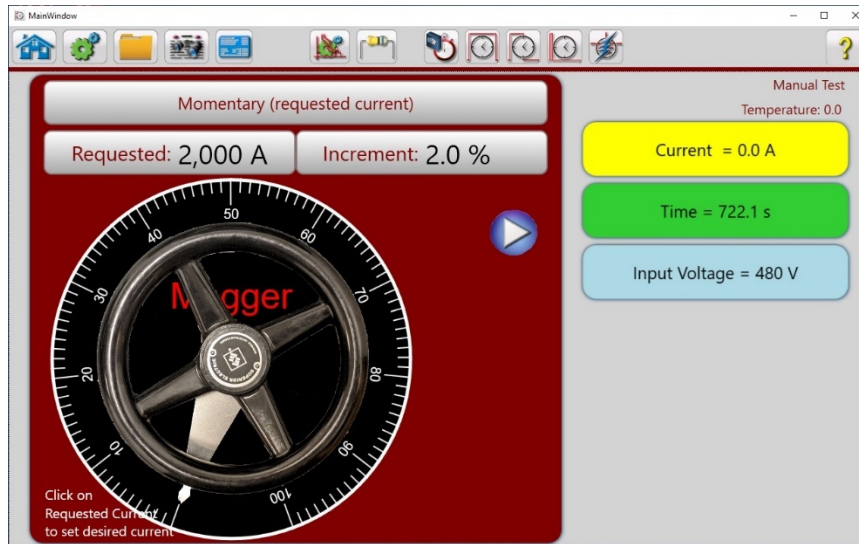 MainWindow
Manual Test
Temperature: 0.0
Momentary (requested current)
Requested: 2,000 A
Increment: 2.0 %
Current = 0.0 A
Time = 722.1 s
Input Voltage = 480 V
10
20
30
40
50
60
70
80
90
100
SUPERIOR ELECTRIC
Click on
Requested Current
to set desired current